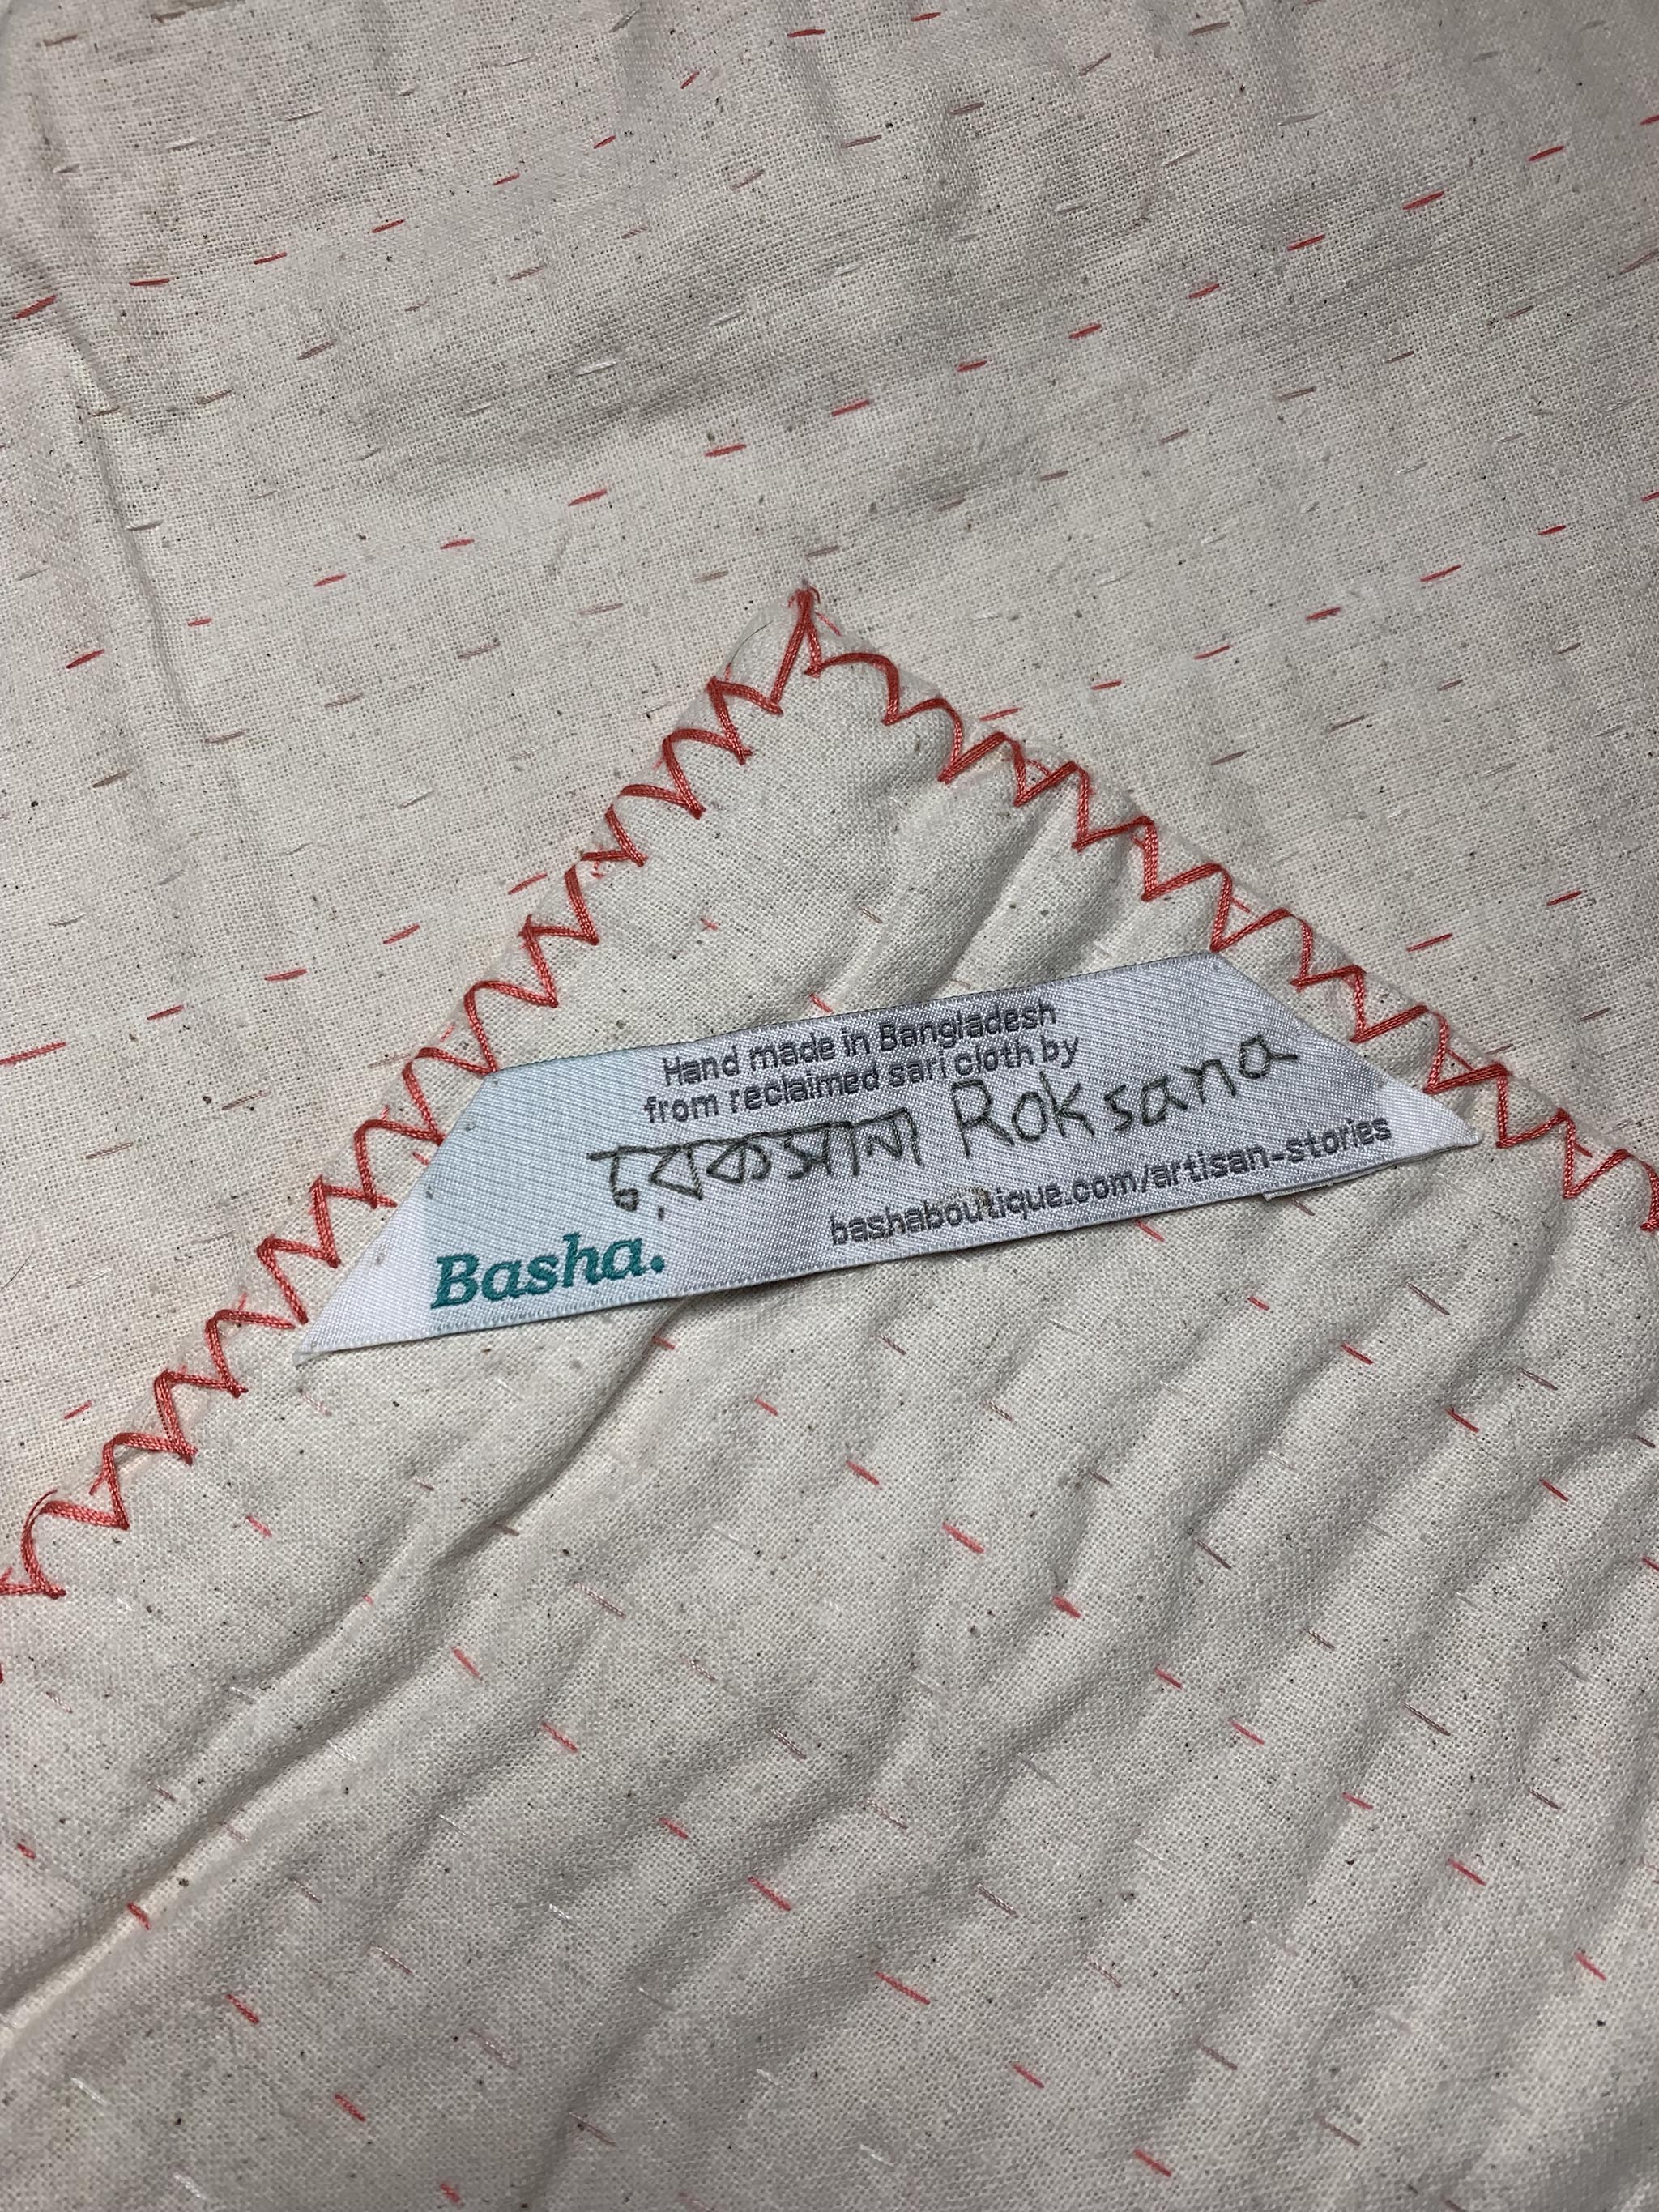 Hand made in Bangladesh
from reclaimed sari cloth by
রোকসানা Roksana
bashaboutique.com/artisan-stories
Basha.